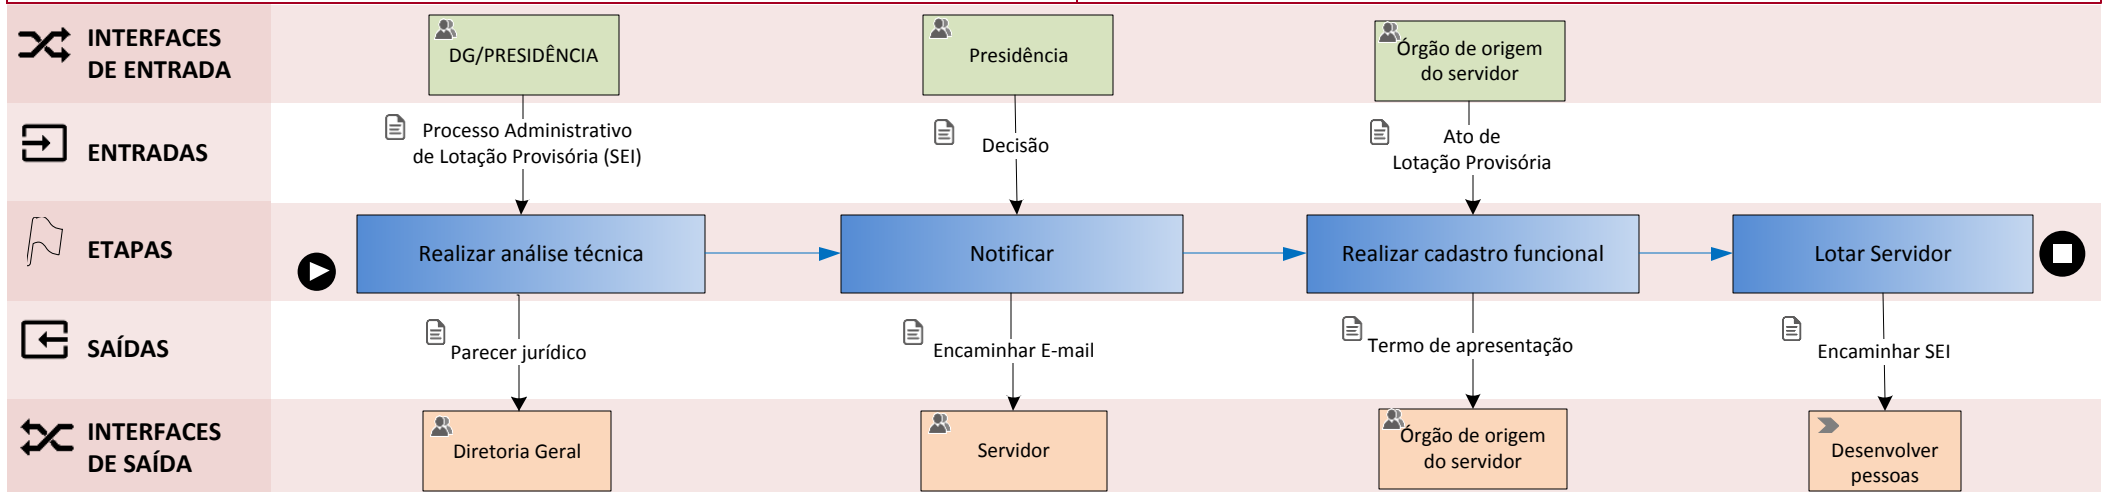 INTERFACES
DE ENTRADA
DG/PRESIDÊNCIA
Presidência
Órgão de origem
do servidor
ENTRADAS
Processo Administrativo
de Lotação Provisória (SEI)
Decisão
Ato de
Lotação Provisória
ETAPAS
Realizar análise técnica
Notificar
Realizar cadastro funcional
Lotar Servidor
SAÍDAS
Parecer jurídico
Encaminhar E-mail
Termo de apresentação
Encaminhar SEI
INTERFACES
DE SAÍDA
Diretoria Geral
Servidor
Órgão de origem
do servidor
Desenvolver
pessoas